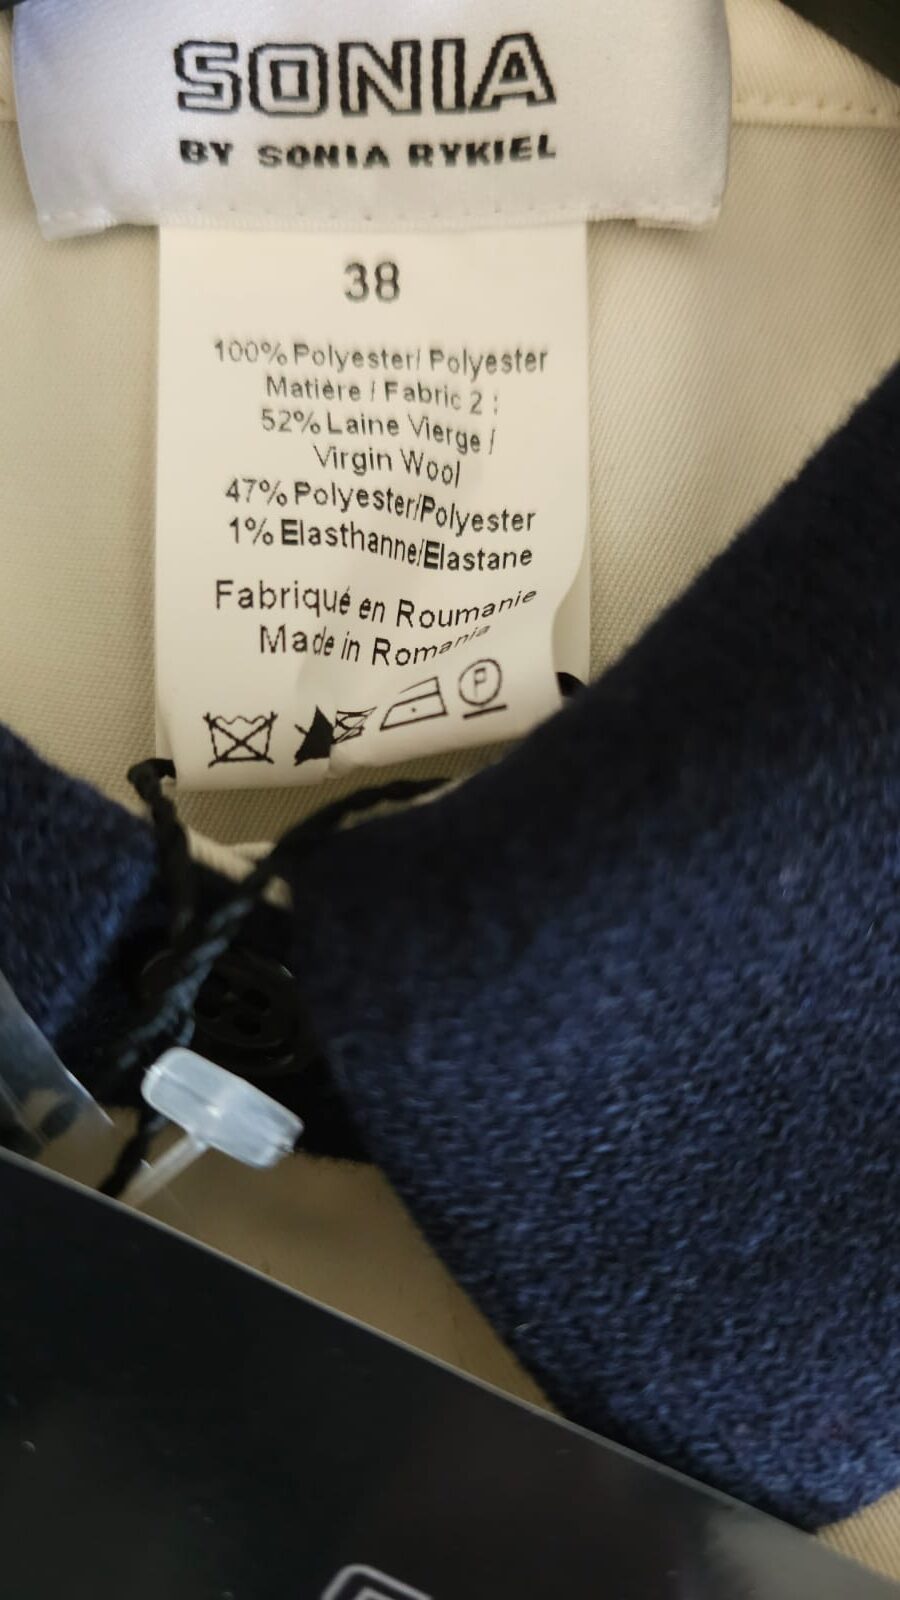 SONIA
BY SONIA RYKIEL
38
100% Polyester/ Polyester
Matière / Fabric 2 :
52% Laine Vierge /
Virgin Wool
47% Polyester/Polyester
1% Elasthanne/Elastane
Fabriqué en Roumanie
Made in Romania
P